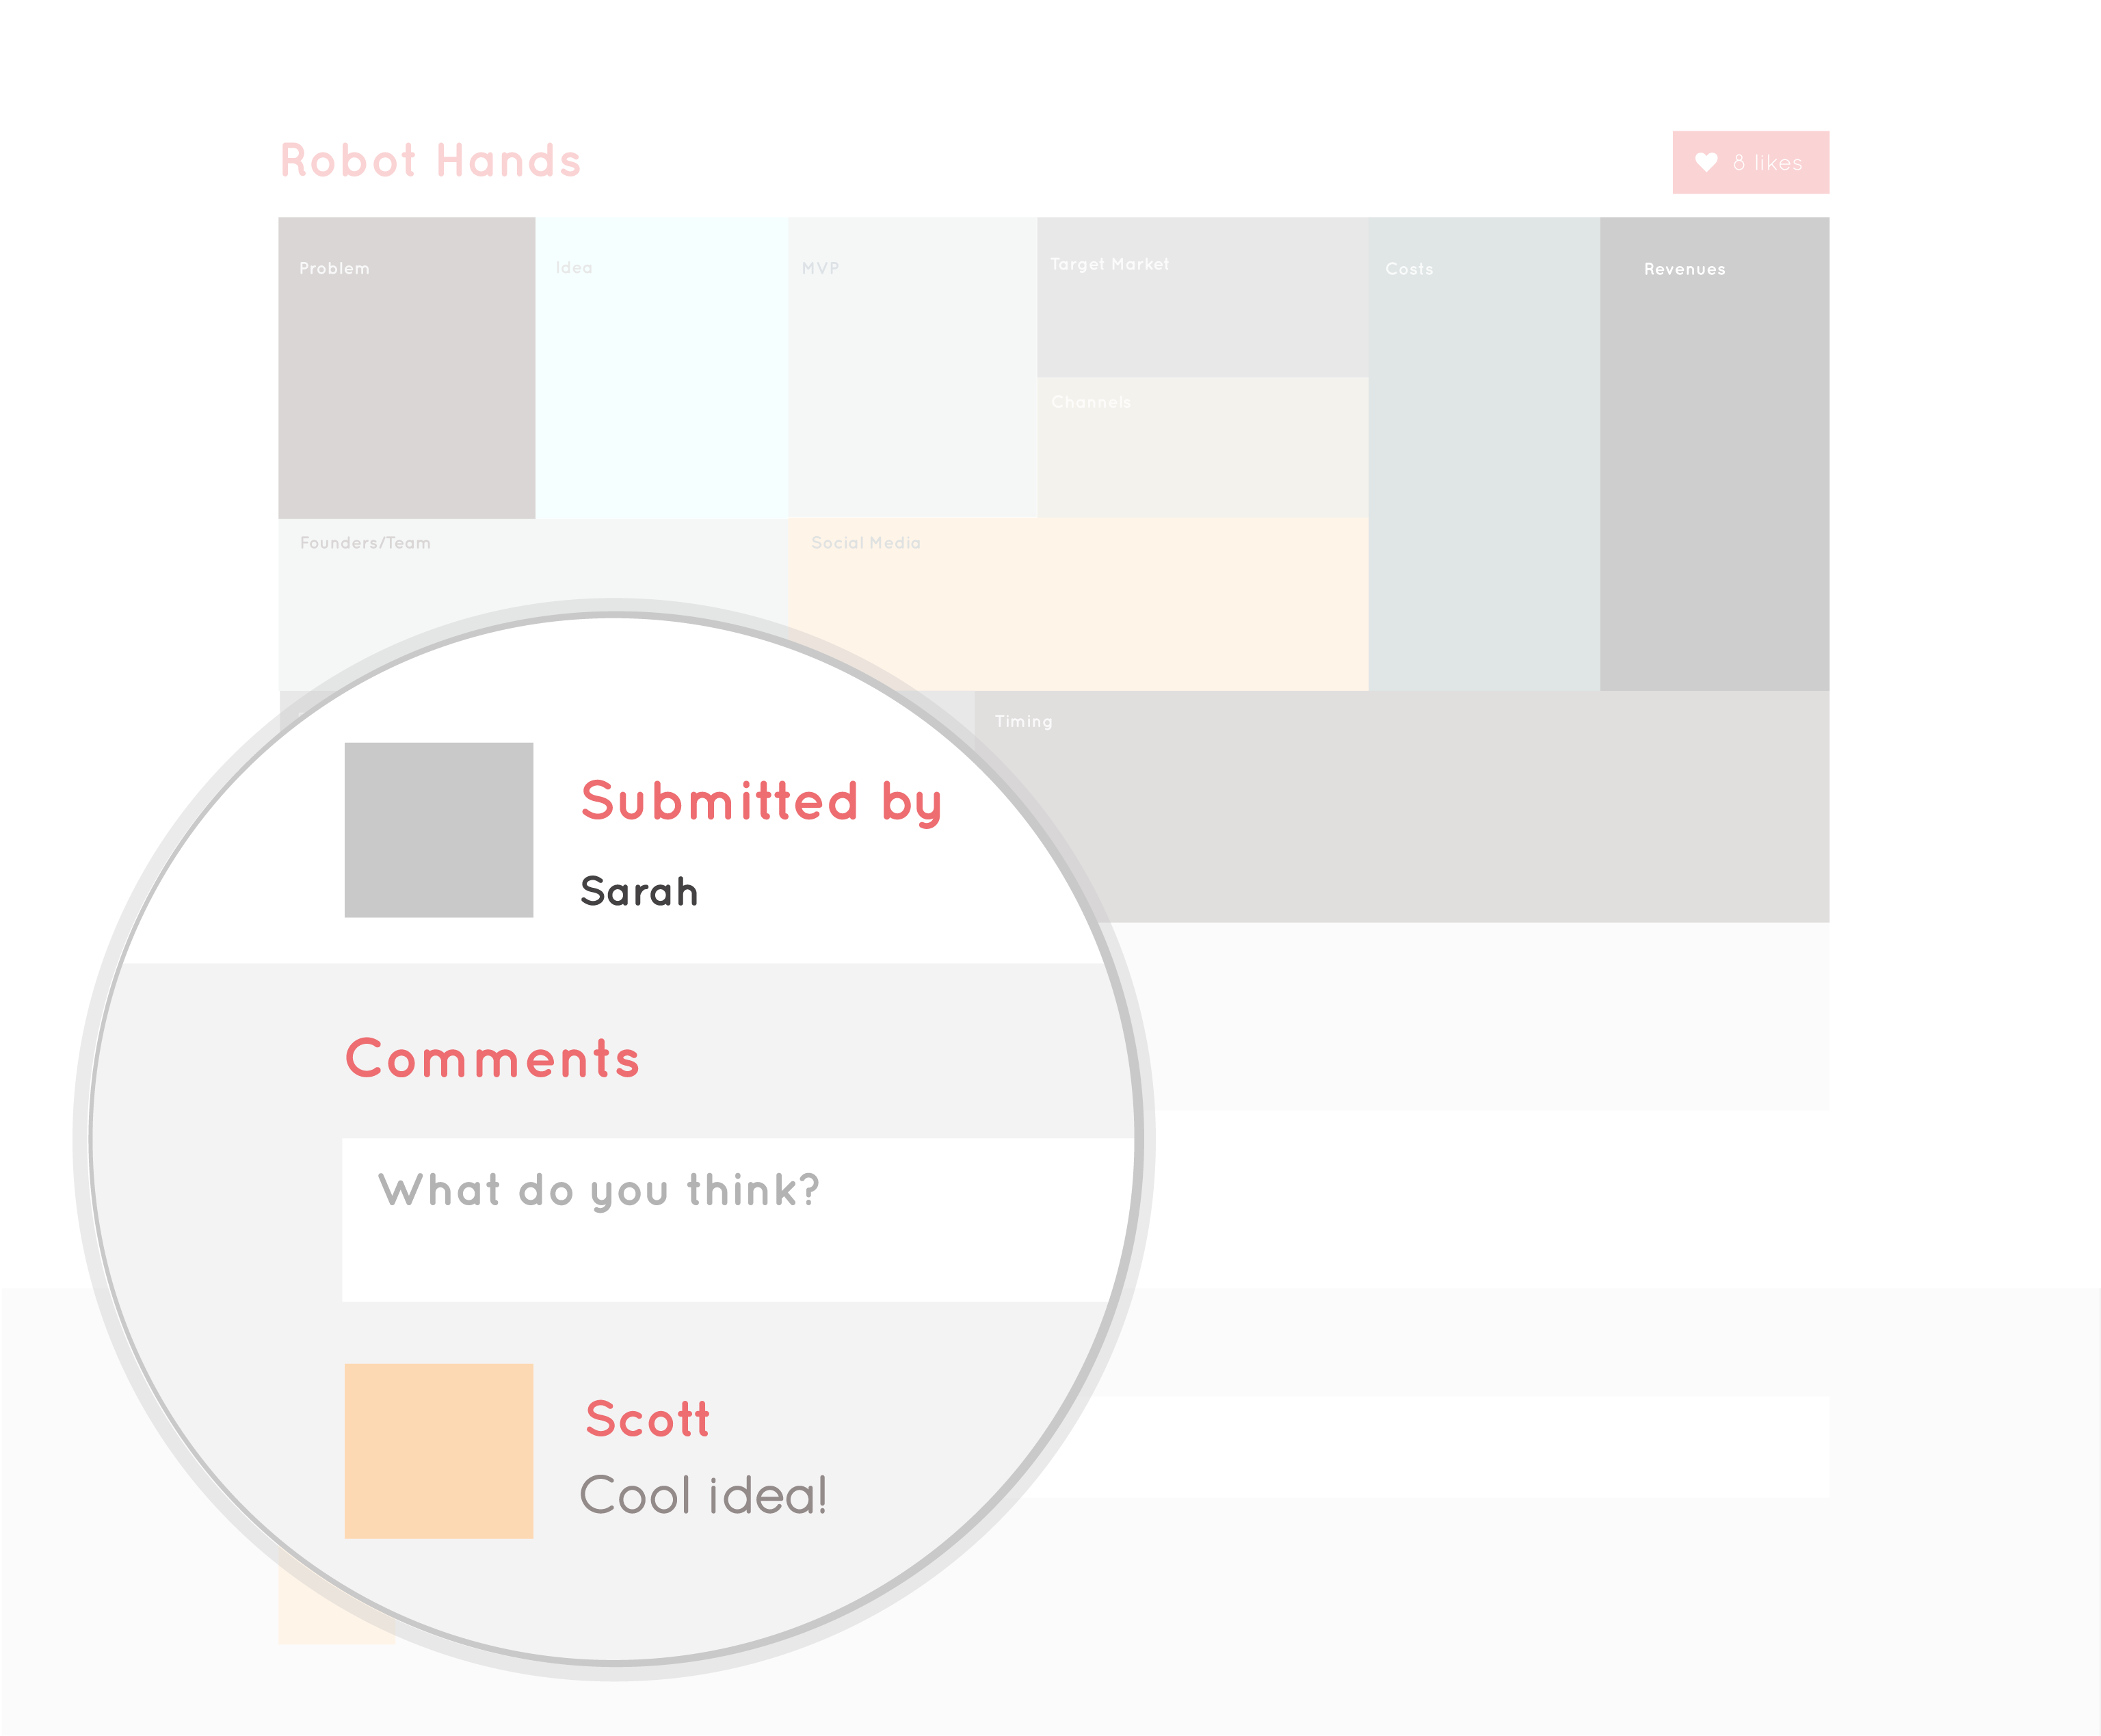 Robot Hands
8 likes
Problem
Idea
MVP
Target Market
Costs
Revenues
Channels
Founders/Team
Social Media
Timing
Submitted by
Sarah
Comments
What do you think?
Scott
Cool idea!